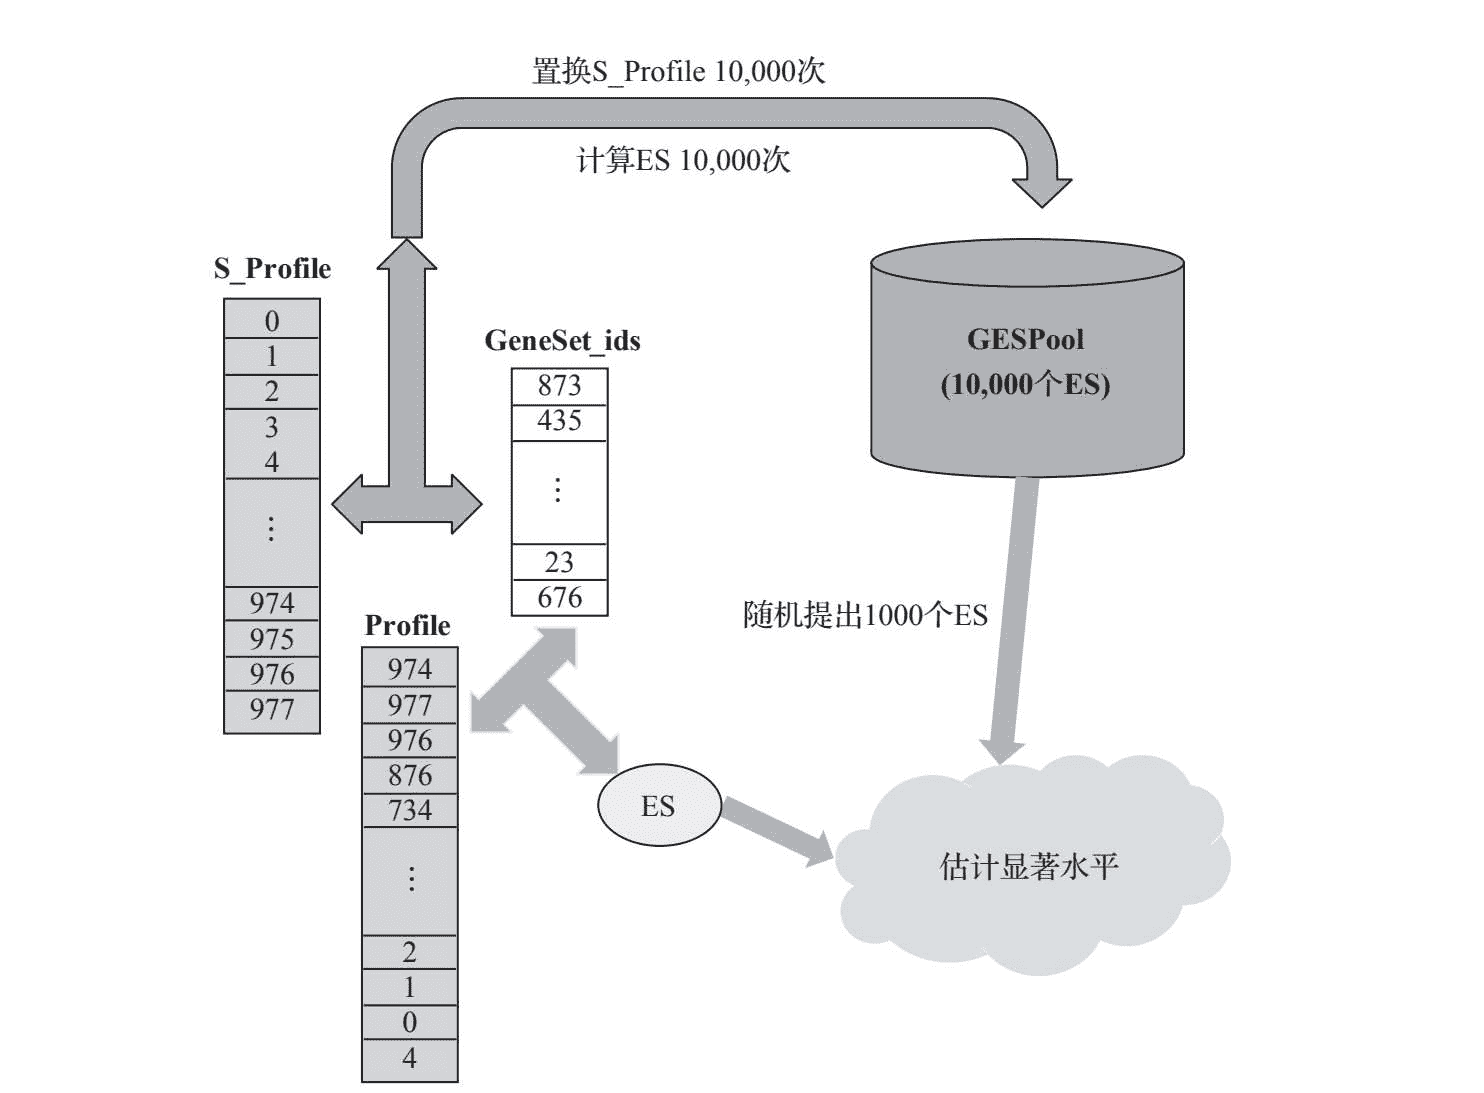 置换S_Profile 10,000次
计算ES 10,000次
S_Profile
0
1
2
3
4
⋮
974
975
976
977
GeneSet_ids
873
435
⋮
23
676
GESPool
(10,000个ES)
随机提出1000个ES
Profile
974
977
976
876
734
⋮
2
1
0
4
ES
估计显著水平